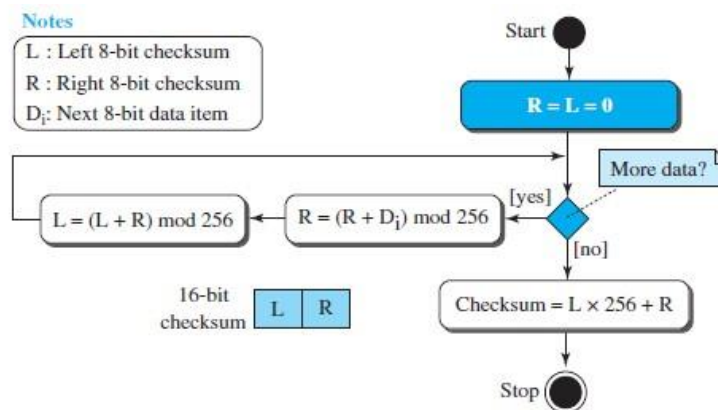 Notes
L : Left 8-bit checksum
R : Right 8-bit checksum
Dᵢ: Next 8-bit data item
Start
R = L = 0
More data?
[yes]
R = (R + Dᵢ) mod 256
L = (L + R) mod 256
[no]
16-bit
checksum
L R
Checksum = L × 256 + R
Stop